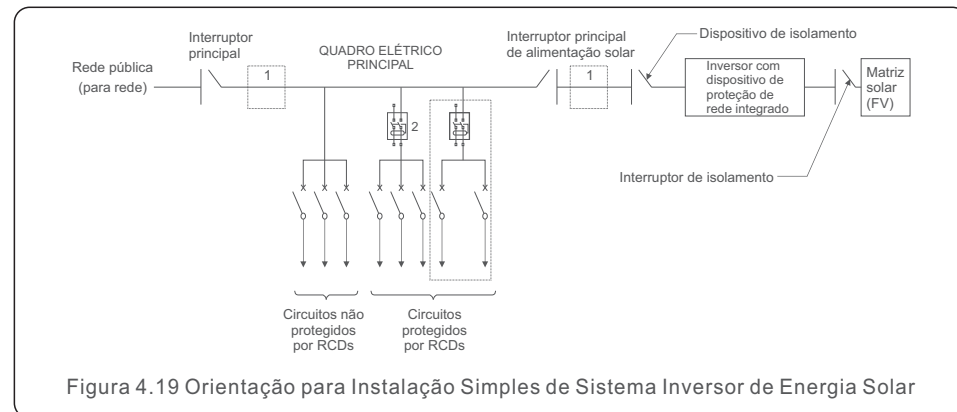 Rede pública
(para rede)
Interruptor
principal
1
QUADRO ELÉTRICO
PRINCIPAL
2
Interruptor principal
de alimentação solar
1
Dispositivo de isolamento
Inversor com
dispositivo de
proteção de
rede integrado
Matriz
solar
(FV)
Interruptor de isolamento
Circuitos não
protegidos
por RCDs
Circuitos
protegidos
por RCDs
Figura 4.19 Orientação para Instalação Simples de Sistema Inversor de Energia Solar